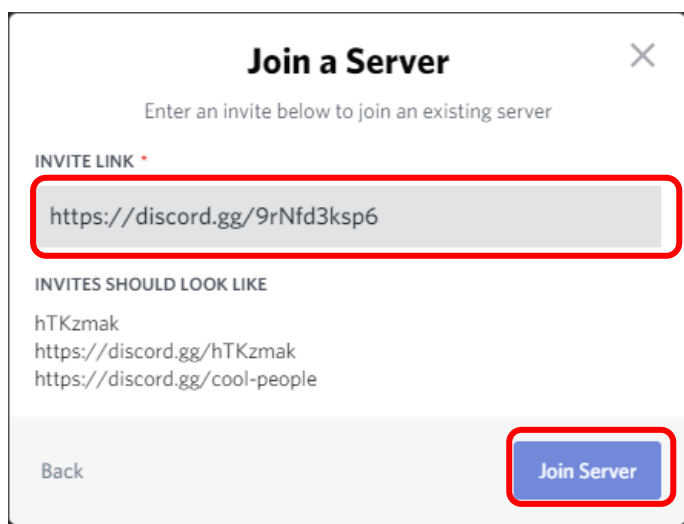 Join a Server
Enter an invite below to join an existing server
INVITE LINK *
https://discord.gg/9rNfd3ksp6
INVITES SHOULD LOOK LIKE
hTKzmak
https://discord.gg/hTKzmak
https://discord.gg/cool-people
Back
Join Server